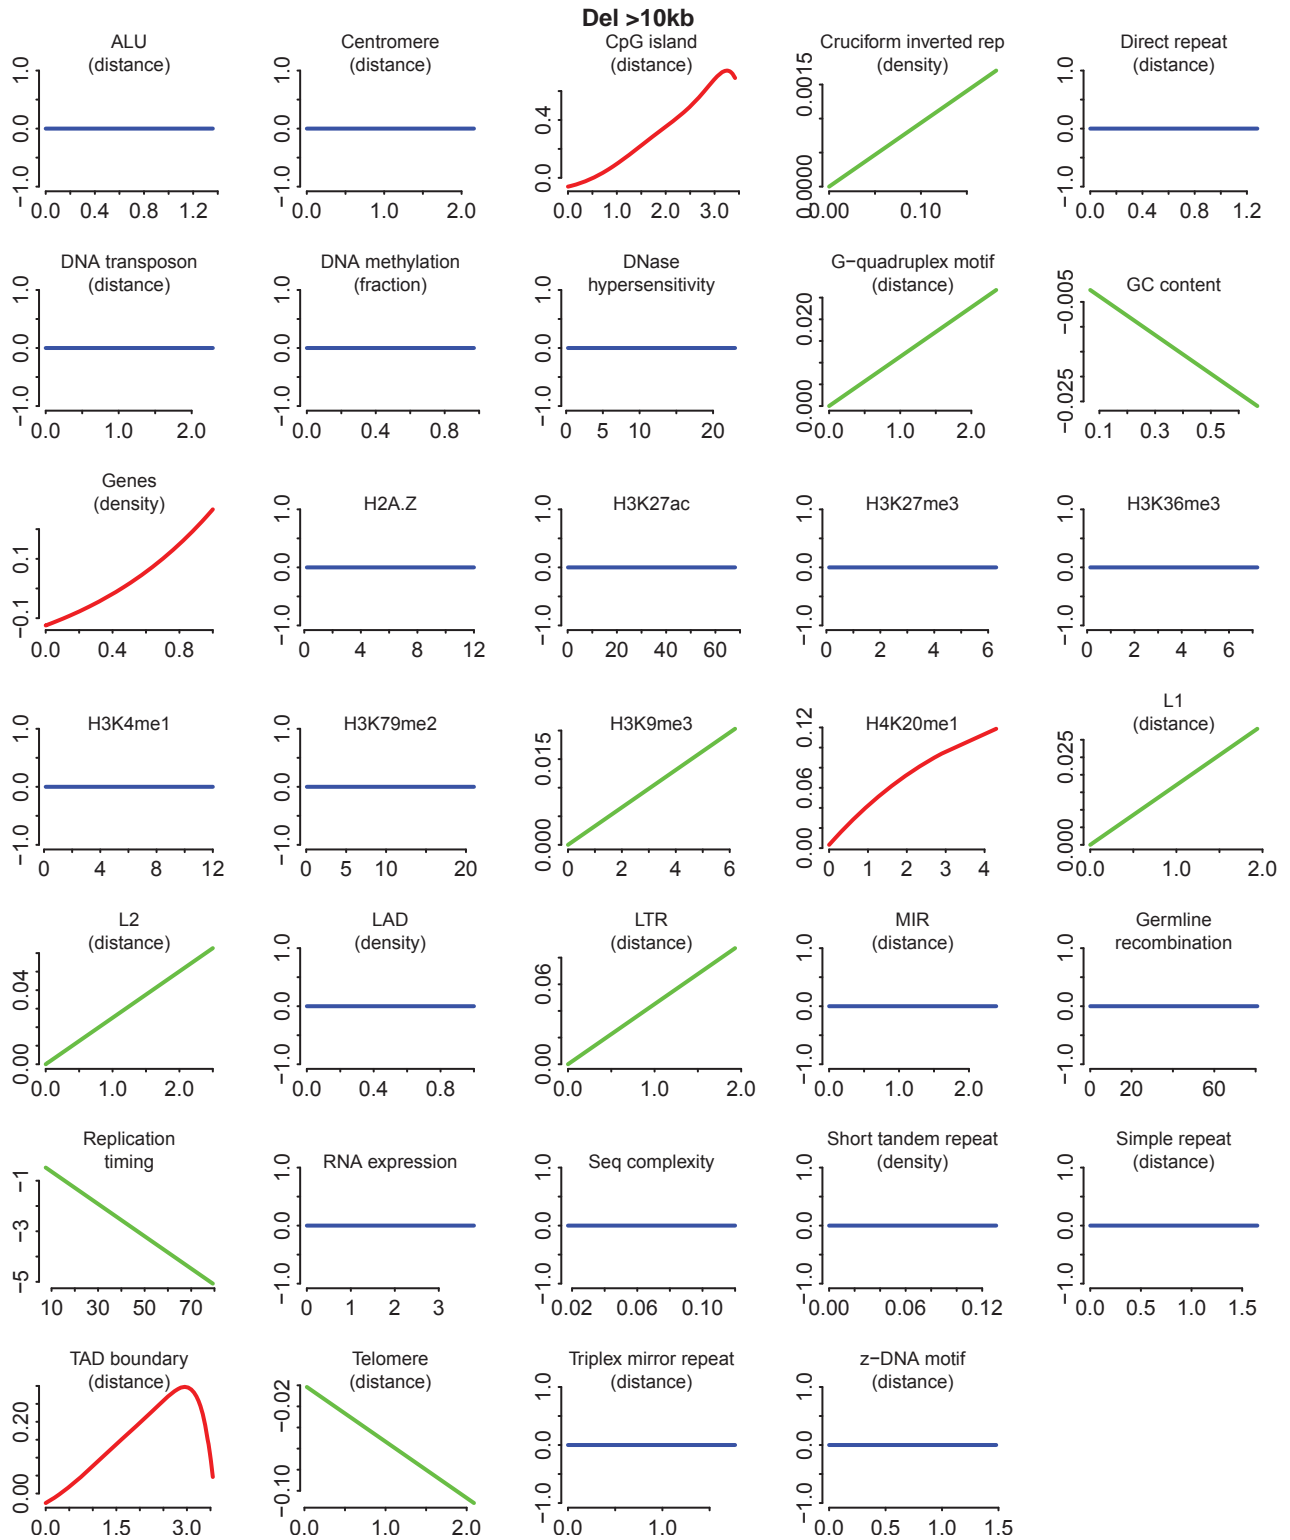 Del >10kb
ALU
(distance)
−1.0 0.0 1.0
0.0 0.4 0.8 1.2
Centromere
(distance)
−1.0 0.0 1.0
0.0 1.0 2.0
CpG island
(distance)
0.0 0.4
0.0 1.0 2.0 3.0
Cruciform inverted rep
(density)
0.0000 0.0015
0.00 0.10
Direct repeat
(distance)
−1.0 0.0 1.0
0.0 0.4 0.8 1.2
DNA transposon
(distance)
−1.0 0.0 1.0
0.0 1.0 2.0
DNA methylation
(fraction)
−1.0 0.0 1.0
0.0 0.4 0.8
DNase
hypersensitivity
−1.0 0.0 1.0
0 5 10 20
G−quadruplex motif
(distance)
0.000 0.020
0.0 1.0 2.0
GC content
−0.025 −0.005
0.1 0.3 0.5
Genes
(density)
−0.1 0.1
0.0 0.4 0.8
H2A.Z
−1.0 0.0 1.0
0 4 8 12
H3K27ac
−1.0 0.0 1.0
0 20 40 60
H3K27me3
−1.0 0.0 1.0
0 2 4 6
H3K36me3
−1.0 0.0 1.0
0 2 4 6
H3K4me1
−1.0 0.0 1.0
0 4 8 12
H3K79me2
−1.0 0.0 1.0
0 5 10 20
H3K9me3
0.000 0.015
0 2 4 6
H4K20me1
0.00 0.06 0.12
0 1 2 3 4
L1
(distance)
0.000 0.025
0.0 1.0 2.0
L2
(distance)
0.00 0.04
0.0 1.0 2.0
LAD
(density)
−1.0 0.0 1.0
0.0 0.4 0.8
LTR
(distance)
0.00 0.06
0.0 1.0 2.0
MIR
(distance)
−1.0 0.0 1.0
0.0 1.0 2.0
Germline
recombination
−1.0 0.0 1.0
0 20 60
Replication
timing
−5 −3 −1
10 30 50 70
RNA expression
−1.0 0.0 1.0
0 1 2 3
Seq complexity
−1.0 0.0 1.0
0.02 0.06 0.10
Short tandem repeat
(density)
−1.0 0.0 1.0
0.00 0.06 0.12
Simple repeat
(distance)
−1.0 0.0 1.0
0.0 0.5 1.0 1.5
TAD boundary
(distance)
0.00 0.20
0.0 1.5 3.0
Telomere
(distance)
−0.10 −0.02
0.0 1.0 2.0
Triplex mirror repeat
(distance)
−1.0 0.0 1.0
0.0 1.0
z−DNA motif
(distance)
−1.0 0.0 1.0
0.0 0.5 1.0 1.5